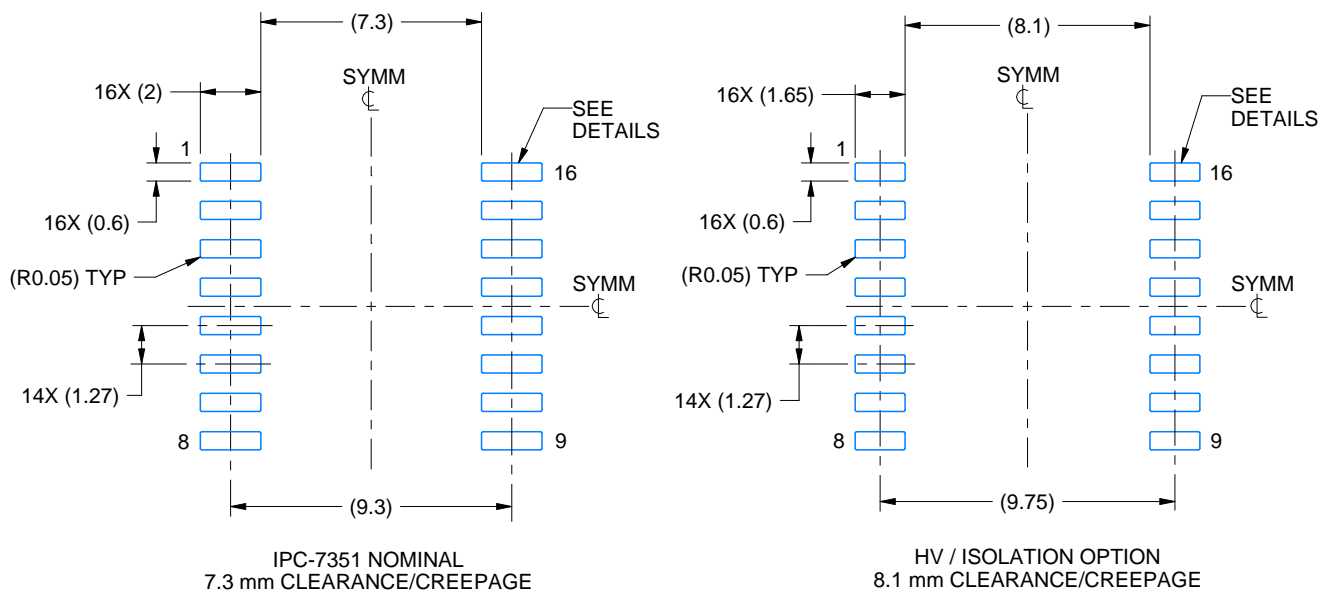 (7.3)
SYMM
℄
16X (2)
SEE
DETAILS
1
16
16X (0.6)
(R0.05) TYP
SYMM
℄
14X (1.27)
8
9
(9.3)
IPC-7351 NOMINAL
7.3 mm CLEARANCE/CREEPAGE
(8.1)
SYMM
℄
16X (1.65)
SEE
DETAILS
1
16
16X (0.6)
(R0.05) TYP
SYMM
℄
14X (1.27)
8
9
(9.75)
HV / ISOLATION OPTION
8.1 mm CLEARANCE/CREEPAGE